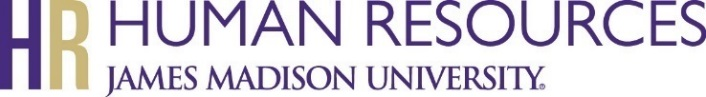 HR HUMAN RESOURCES
JAMES MADISON UNIVERSITY®